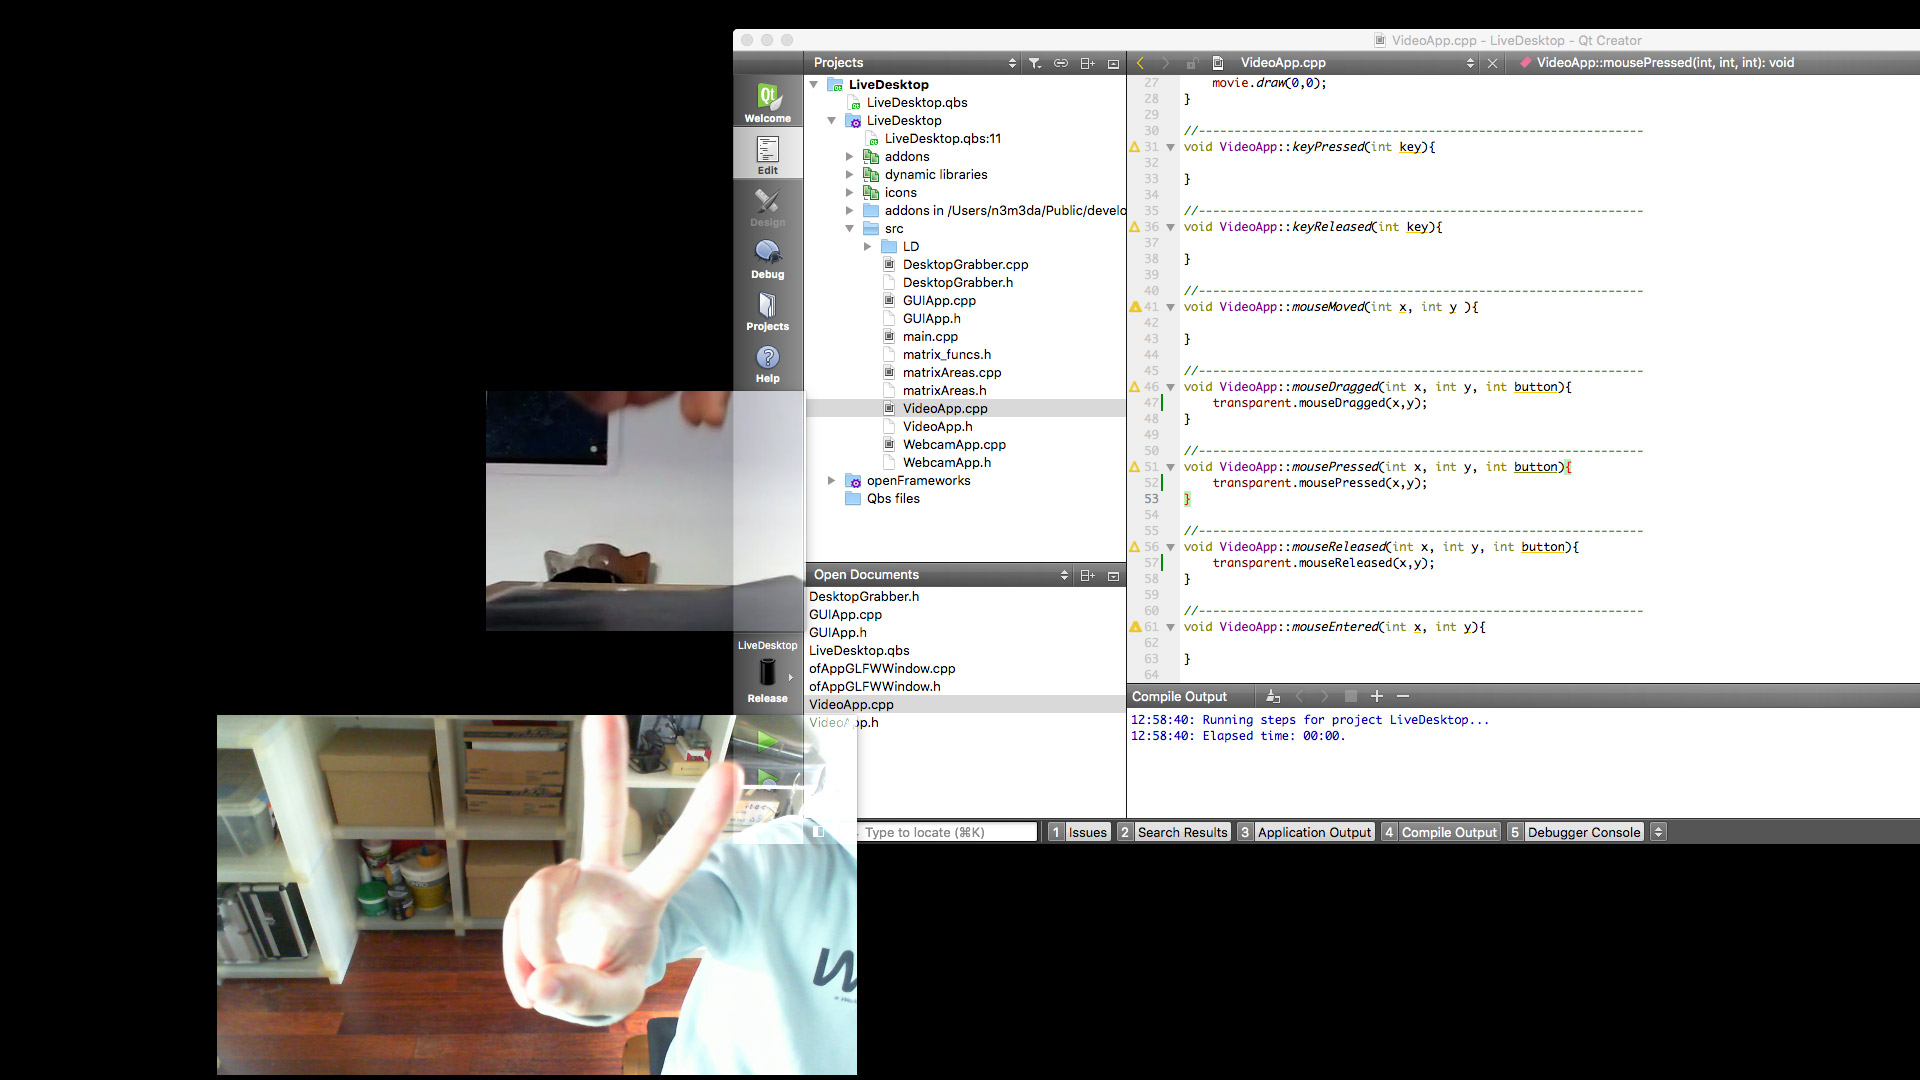 VideoApp.cpp - LiveDesktop - Qt Creator
Projects
VideoApp.cpp
VideoApp::mousePressed(int, int, int): void
Welcome
Edit
Design
Debug
Projects
Help
LiveDesktop
LiveDesktop.qbs
LiveDesktop
LiveDesktop.qbs:11
addons
dynamic libraries
icons
addons in /Users/n3m3da/Public/develo
src
LD
DesktopGrabber.cpp
DesktopGrabber.h
GUIApp.cpp
GUIApp.h
main.cpp
matrix_funcs.h
matrixAreas.cpp
matrixAreas.h
VideoApp.cpp
VideoApp.h
WebcamApp.cpp
WebcamApp.h
openFrameworks
Qbs files
Open Documents
DesktopGrabber.h
GUIApp.cpp
GUIApp.h
LiveDesktop.qbs
ofAppGLFWWindow.cpp
ofAppGLFWWindow.h
VideoApp.cpp
VideoApp.h
LiveDesktop
Release
27 movie.draw(0,0);
28 }
29
30 //--------------------------------------------------------------
31 void VideoApp::keyPressed(int key){
32
33 }
34
35 //--------------------------------------------------------------
36 void VideoApp::keyReleased(int key){
37
38 }
39
40 //--------------------------------------------------------------
41 void VideoApp::mouseMoved(int x, int y ){
42
43 }
44
45 //--------------------------------------------------------------
46 void VideoApp::mouseDragged(int x, int y, int button){
47 transparent.mouseDragged(x,y);
48 }
49
50 //--------------------------------------------------------------
51 void VideoApp::mousePressed(int x, int y, int button){
52 transparent.mousePressed(x,y);
53 }
54
55 //--------------------------------------------------------------
56 void VideoApp::mouseReleased(int x, int y, int button){
57 transparent.mouseReleased(x,y);
58 }
59
60 //--------------------------------------------------------------
61 void VideoApp::mouseEntered(int x, int y){
62
63 }
64
Compile Output
12:58:40: Running steps for project LiveDesktop...
12:58:40: Elapsed time: 00:00.
Type to locate (⌘K)
1 Issues
2 Search Results
3 Application Output
4 Compile Output
5 Debugger Console